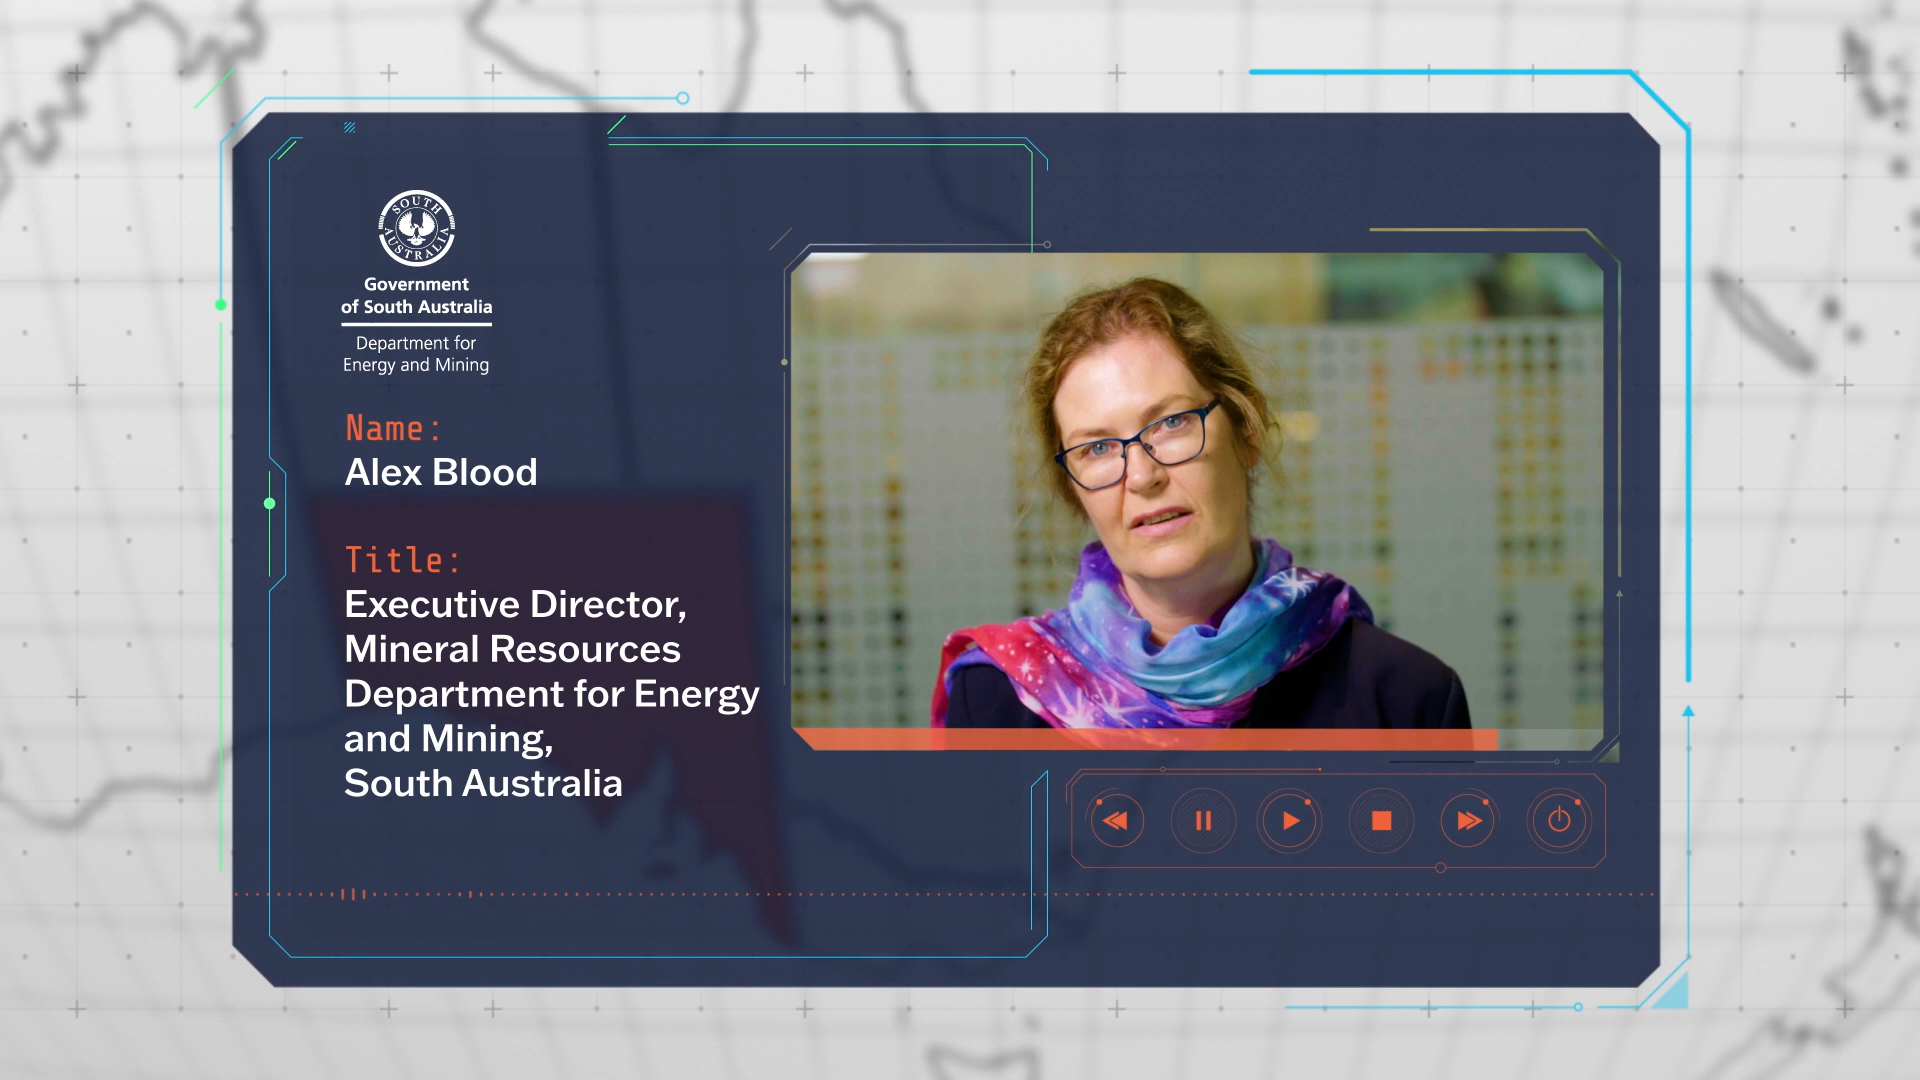 SOUTH
AUSTRALIA
Government
of South Australia
Department for
Energy and Mining
Name:
Alex Blood
Title:
Executive Director,
Mineral Resources
Department for Energy
and Mining,
South Australia